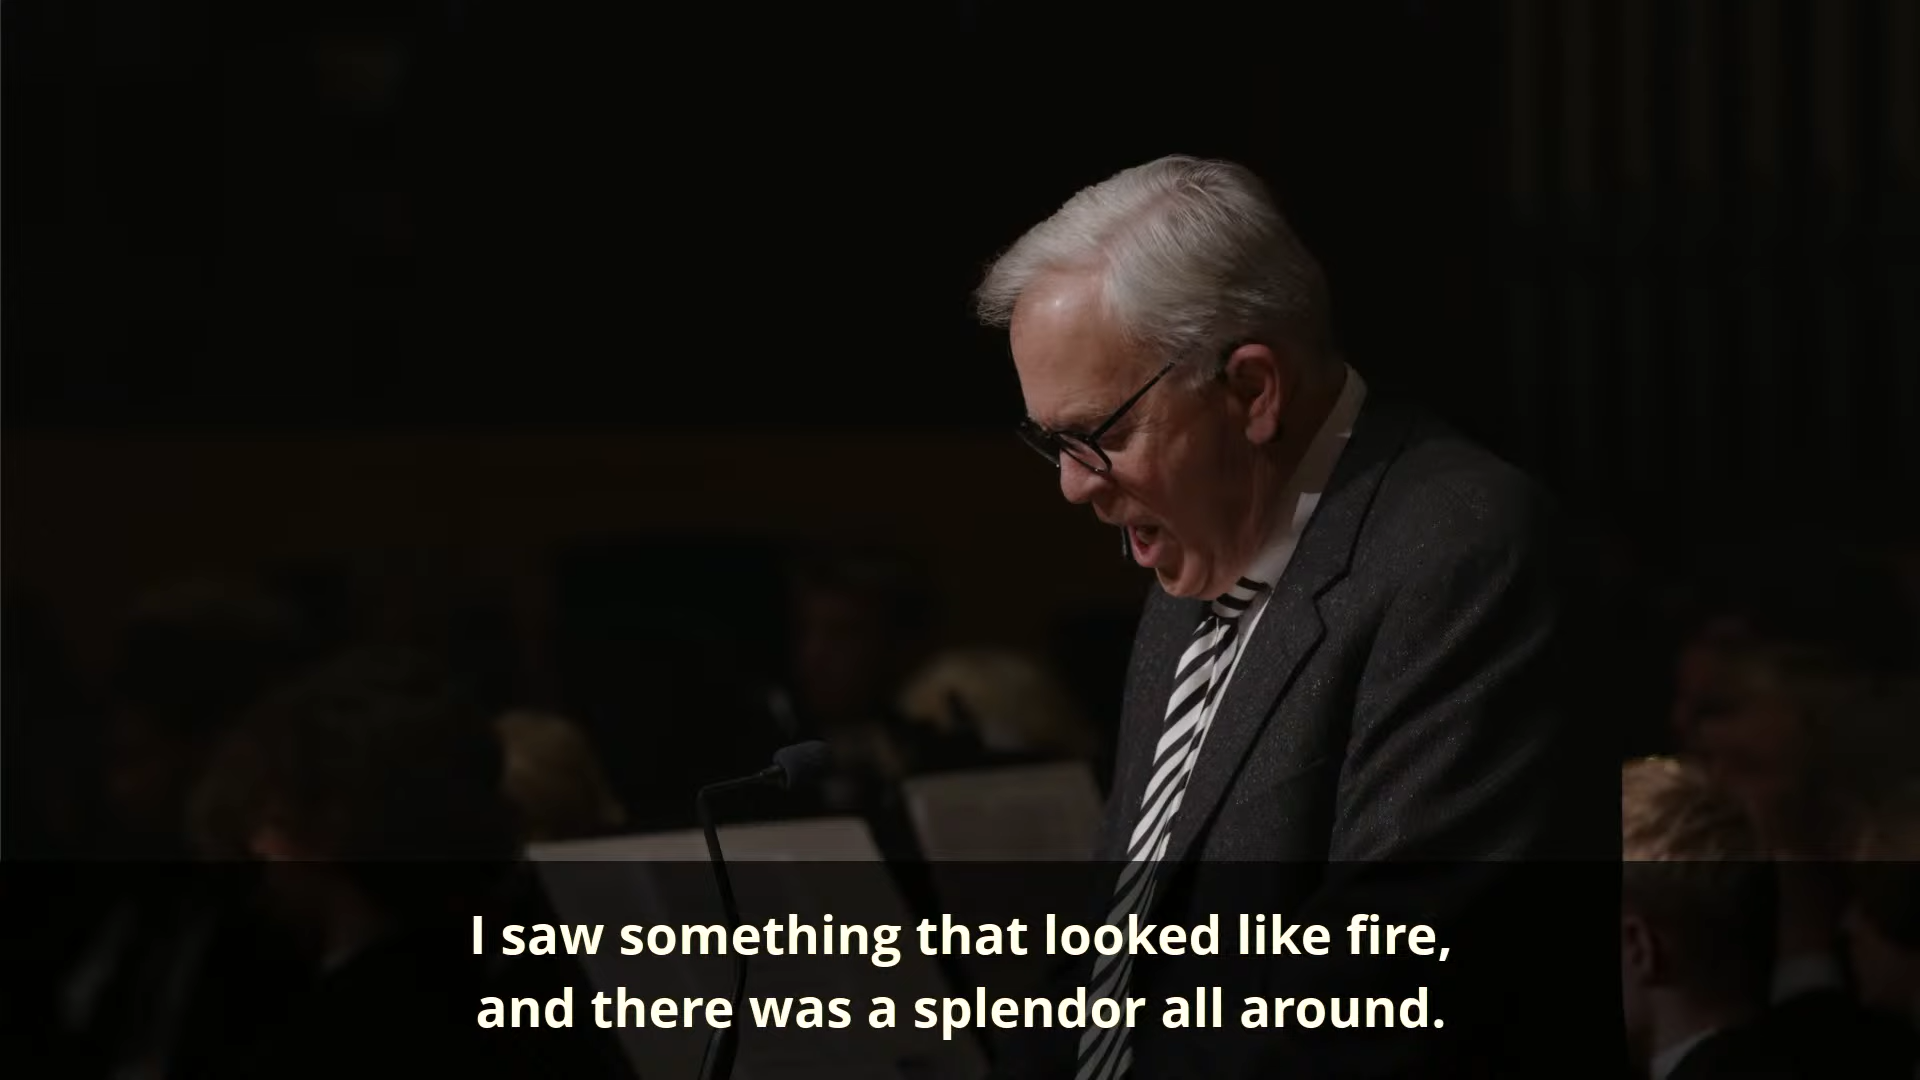 I saw something that looked like fire,
and there was a splendor all around.